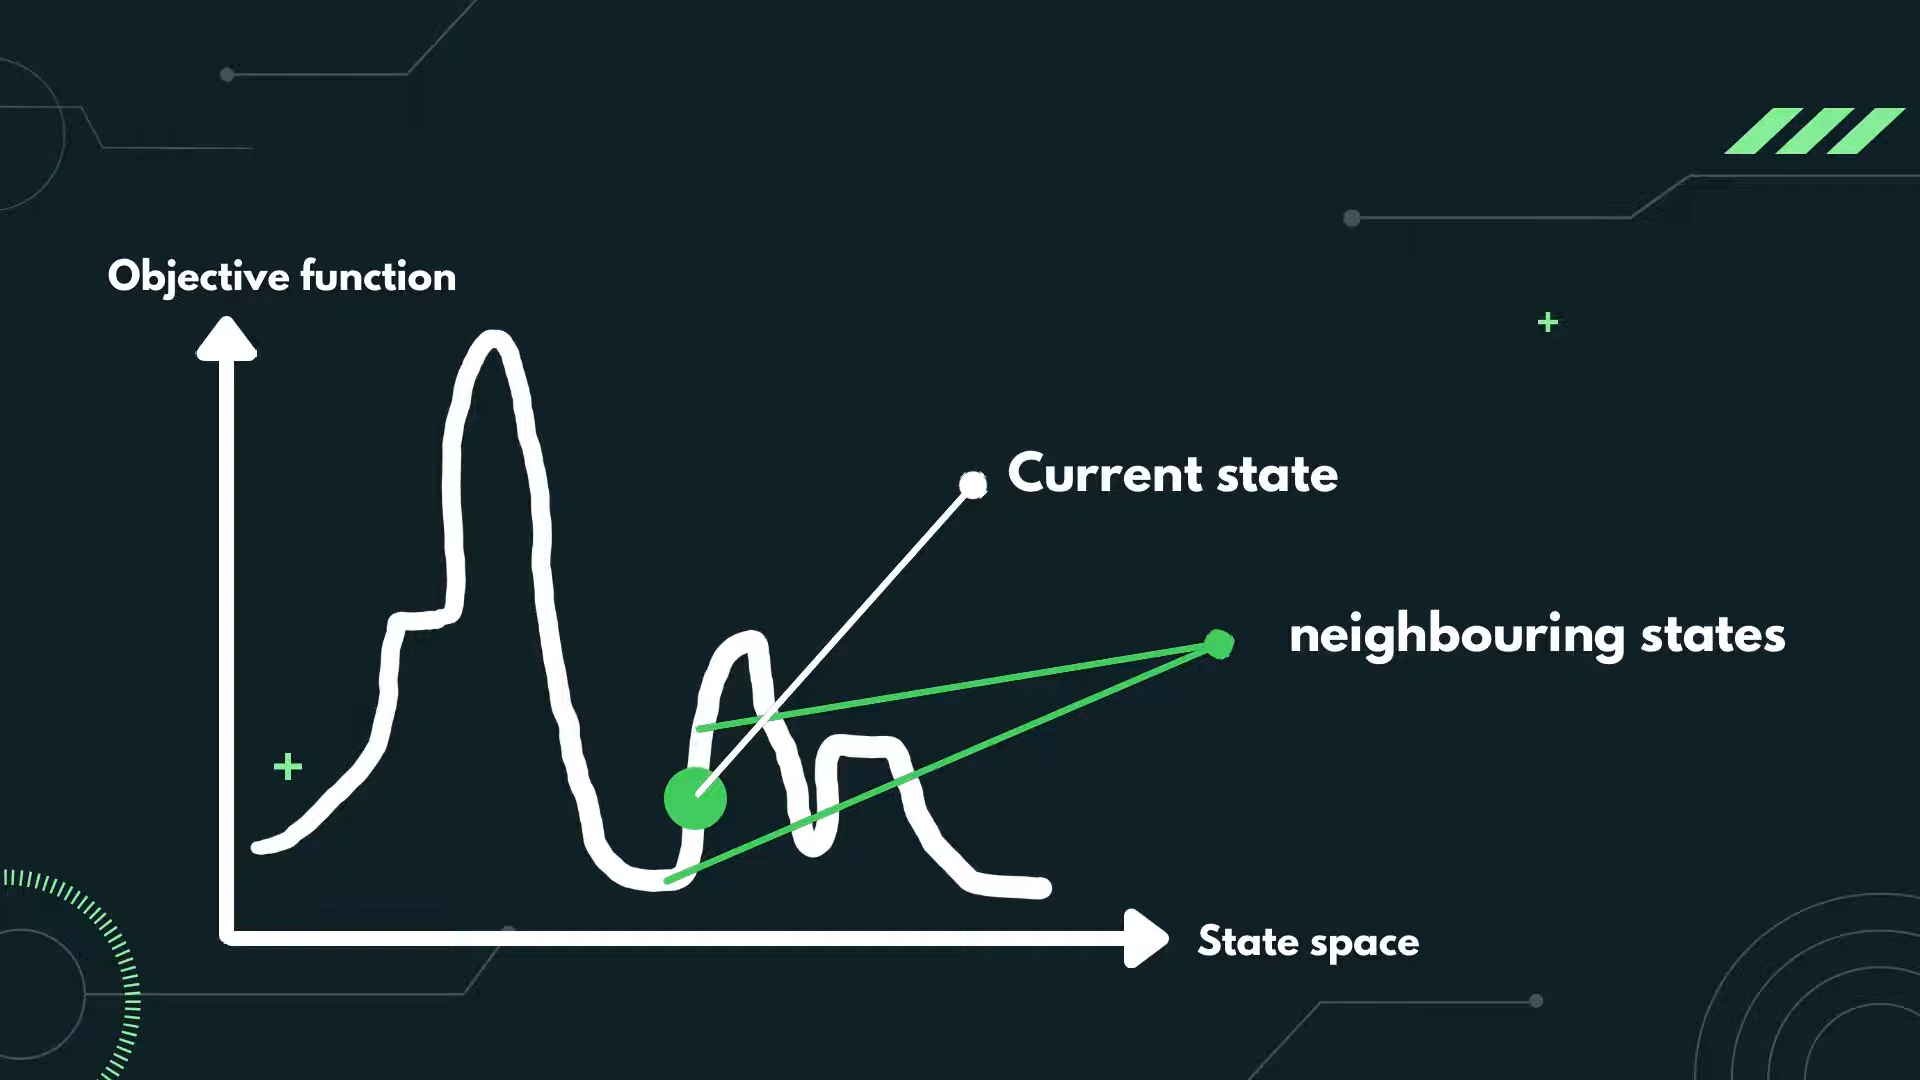 Objective function
Current state
neighbouring states
State space